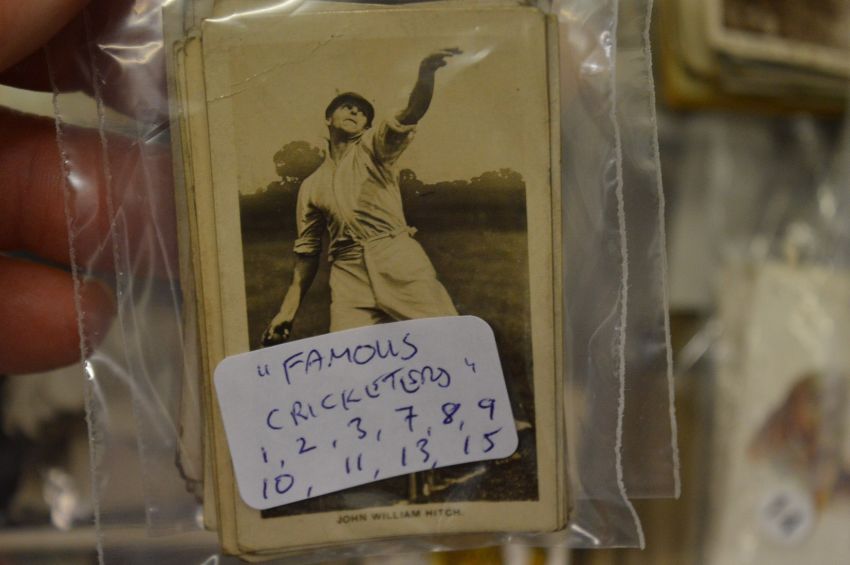 "FAMOUS
CRICKETERS"
1, 2, 3, 7, 8, 9
10, 11, 13, 15
JOHN WILLIAM HITCH.